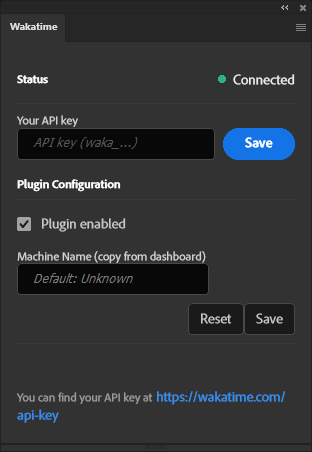 Wakatime
Status
Connected
Your API key
API key (waka_...)
Save
Plugin Configuration
Plugin enabled
Machine Name (copy from dashboard)
Default: Unknown
Reset
Save
You can find your API key at https://wakatime.com/
api-key